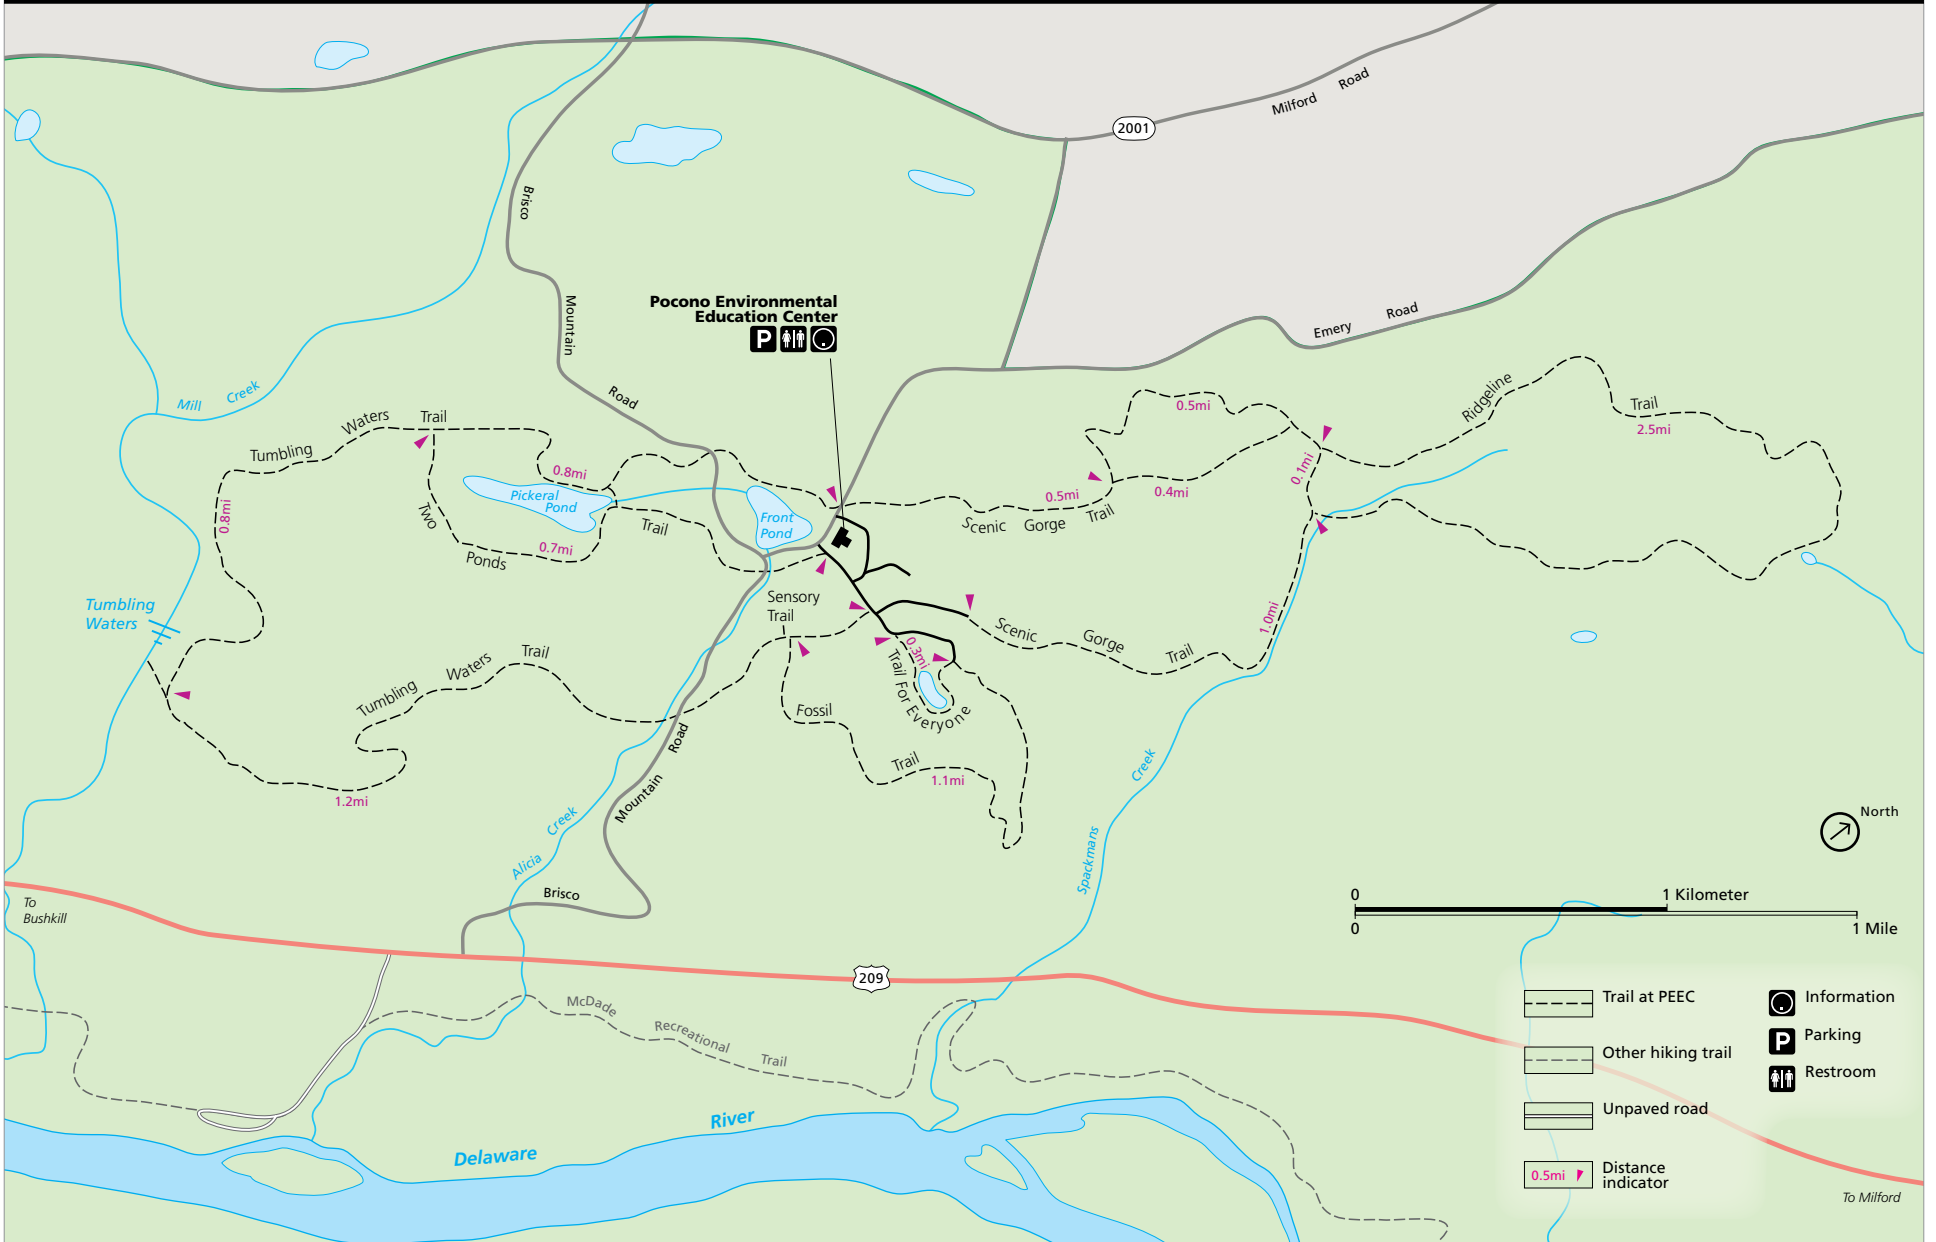 2001
Milford Road
Brisco
Mountain
Road
Pocono Environmental
Education Center
P
Emery Road
Mill Creek
Tumbling Waters Trail
0.8mi
Pickeral
Pond
0.8mi
Two
Ponds
Trail
0.7mi
Front
Pond
Scenic Gorge Trail
0.5mi
0.5mi
0.4mi
0.1mi
Ridgeline
Trail
2.5mi
Tumbling
Waters
Sensory
Trail
Tumbling Waters Trail
1.2mi
0.3mi
Trail For Everyone
Scenic Gorge Trail
1.0mi
Fossil
Trail
1.1mi
Alicia Creek
Brisco
Mountain
Road
Spackmans Creek
North
0
1 Kilometer
0
1 Mile
To
Bushkill
209
McDade Recreational Trail
Delaware River
Trail at PEEC
Other hiking trail
Unpaved road
0.5mi
Distance
indicator
Information
P
Parking
Restroom
To Milford